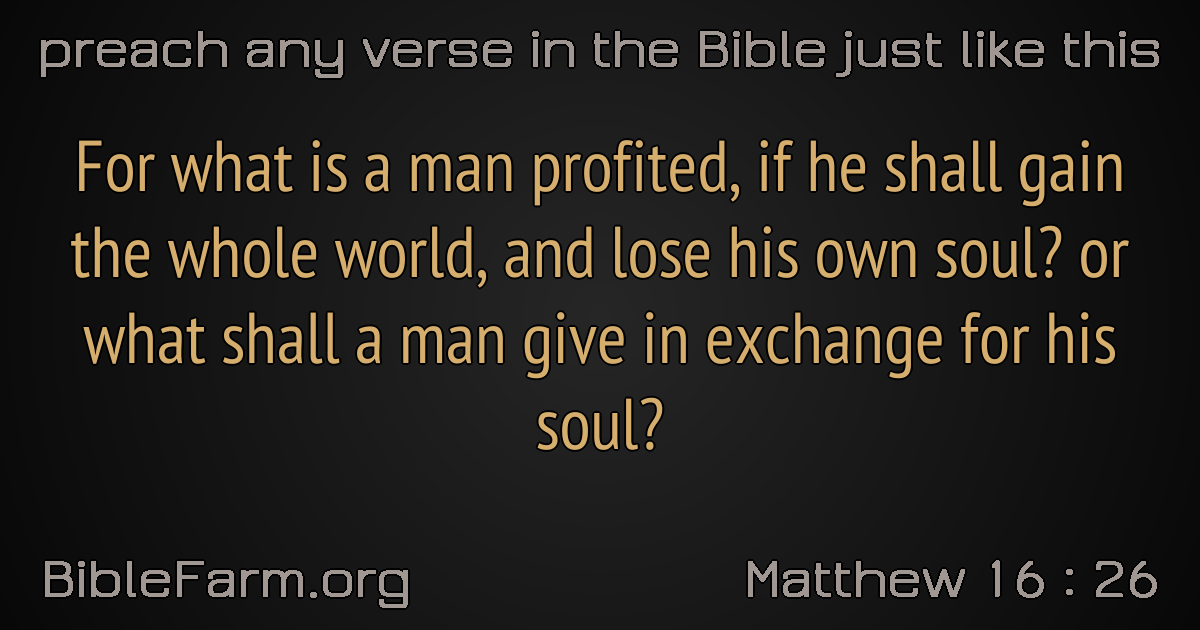 preach any verse in the Bible just like this
For what is a man profited, if he shall gain
the whole world, and lose his own soul? or
what shall a man give in exchange for his
soul?
BibleFarm.org
Matthew 16 : 26